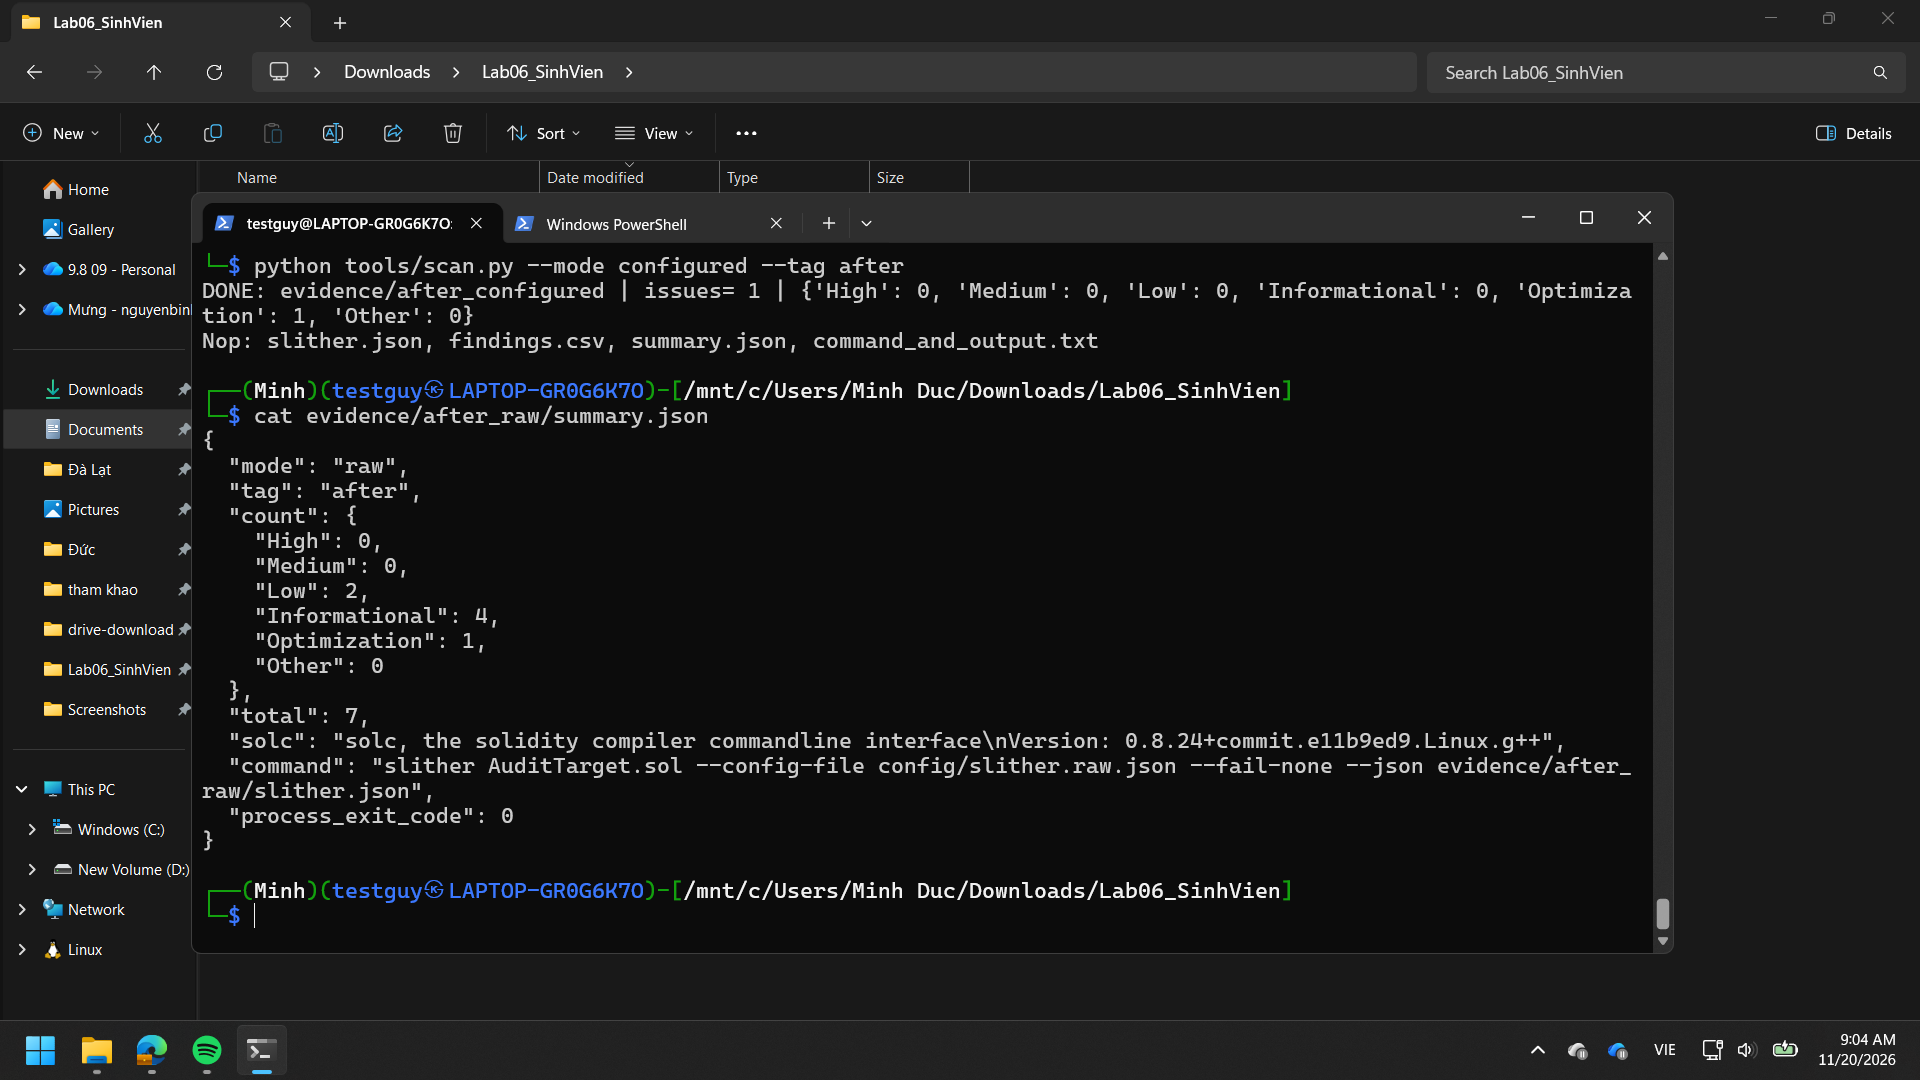 Lab06_SinhVien
Downloads
Lab06_SinhVien
Search Lab06_SinhVien
New
Sort
View
Details
Name
Date modified
Type
Size
Home
Gallery
9.8 09 - Personal
Mưng - nguyenbinl
Downloads
Documents
Đà Lạt
Pictures
Đức
tham khao
drive-download
Lab06_SinhVien
Screenshots
This PC
Windows (C:)
New Volume (D:)
Network
Linux
testguy@LAPTOP-GR0G6K7O:
Windows PowerShell
└─$ python tools/scan.py --mode configured --tag after
DONE: evidence/after_configured | issues= 1 | {'High': 0, 'Medium': 0, 'Low': 0, 'Informational': 0, 'Optimiza
tion': 1, 'Other': 0}
Nop: slither.json, findings.csv, summary.json, command_and_output.txt
┌──(Minh)(testguy㉿LAPTOP-GR0G6K7O)-[/mnt/c/Users/Minh Duc/Downloads/Lab06_SinhVien]
└─$ cat evidence/after_raw/summary.json
{
"mode": "raw",
"tag": "after",
"count": {
"High": 0,
"Medium": 0,
"Low": 2,
"Informational": 4,
"Optimization": 1,
"Other": 0
},
"total": 7,
"solc": "solc, the solidity compiler commandline interface\nVersion: 0.8.24+commit.e11b9ed9.Linux.g++",
"command": "slither AuditTarget.sol --config-file config/slither.raw.json --fail-none --json evidence/after_
raw/slither.json",
"process_exit_code": 0
}
┌──(Minh)(testguy㉿LAPTOP-GR0G6K7O)-[/mnt/c/Users/Minh Duc/Downloads/Lab06_SinhVien]
└─$
VIE
9:04 AM
11/20/2026